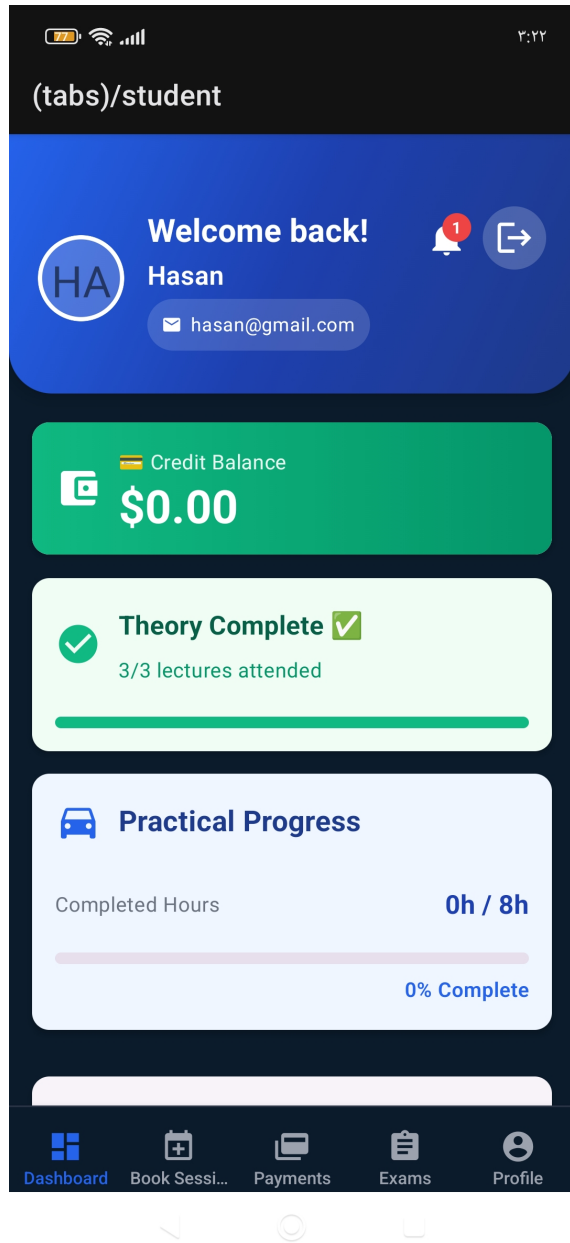 77
٣:٢٢
(tabs)/student
HA
Welcome back!
1
Hasan
hasan@gmail.com
💳 Credit Balance
$0.00
Theory Complete ✅
3/3 lectures attended
Practical Progress
Completed Hours
0h / 8h
0% Complete
Dashboard
Book Sessi...
Payments
Exams
Profile